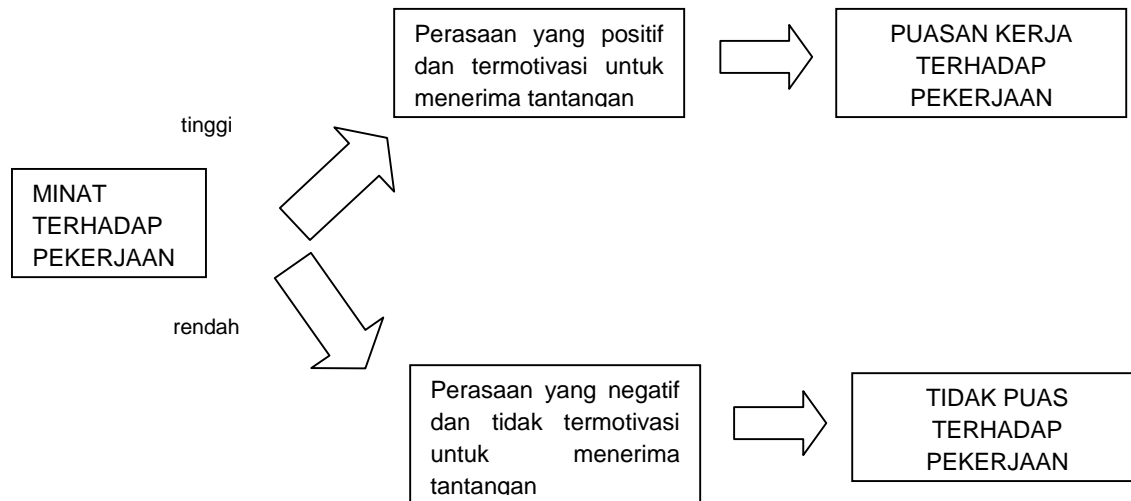 Perasaan yang positif
dan termotivasi untuk
menerima tantangan
PUASAN KERJA
TERHADAP
PEKERJAAN
tinggi
MINAT
TERHADAP
PEKERJAAN
rendah
Perasaan yang negatif
dan tidak termotivasi
untuk menerima
tantangan
TIDAK PUAS
TERHADAP
PEKERJAAN